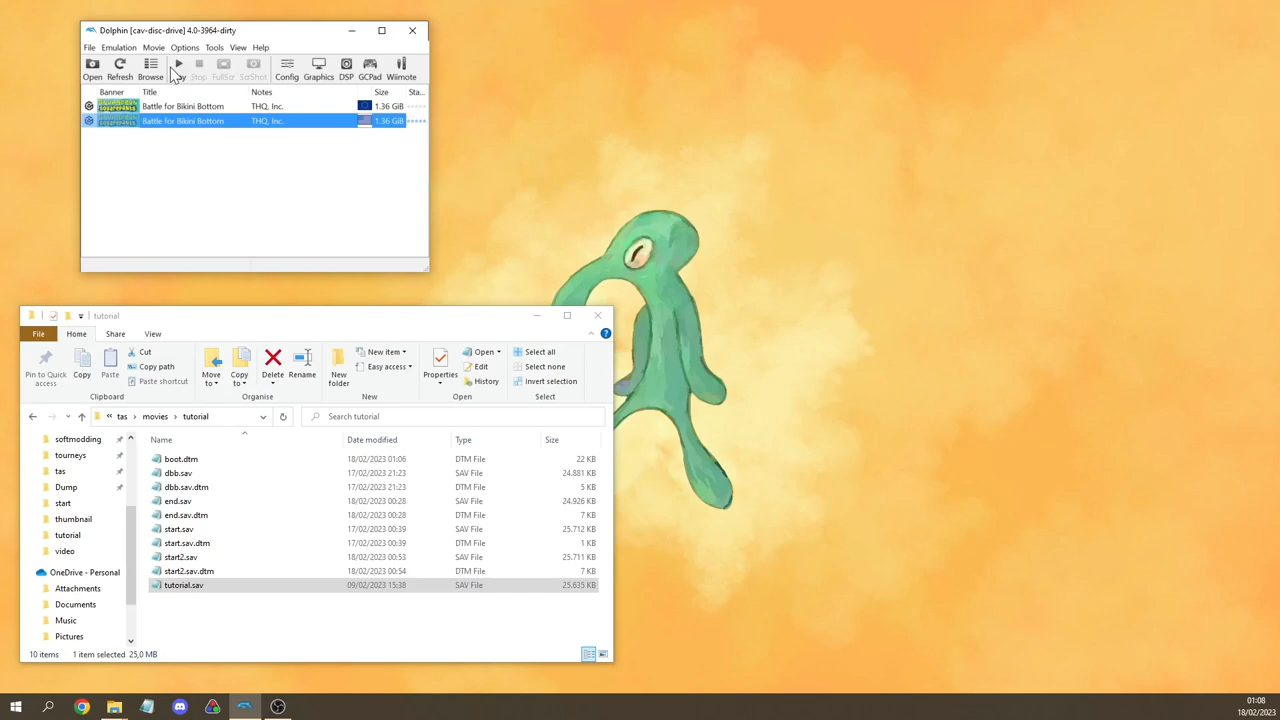 Dolphin [cav-disc-drive] 4.0-3964-dirty
File Emulation Movie Options Tools View Help
Open Refresh Browse Stop FullScr ScrShot Config Graphics DSP GCPad Wiimote
Banner Title Notes Size Sta...
Battle for Bikini Bottom THQ, Inc. 1.36 GiB
Battle for Bikini Bottom THQ, Inc. 1.36 GiB
tutorial
File Home Share View
Pin to Quick access
Copy
Paste
Cut
Copy path
Paste shortcut
Move to
Copy to
Delete
Rename
New folder
New item
Easy access
Properties
Open
Edit
History
Select all
Select none
Invert selection
Clipboard Organise New Open Select
tas movies tutorial Search tutorial
softmodding
tourneys
tas
Dump
start
thumbnail
tutorial
video
OneDrive - Personal
Attachments
Documents
Music
Pictures
Name Date modified Type Size
boot.dtm 18/02/2023 01:06 DTM File 22 KB
dbb.sav 17/02/2023 21:23 SAV File 24.881 KB
dbb.sav.dtm 17/02/2023 21:23 DTM File 5 KB
end.sav 18/02/2023 00:28 SAV File 24.926 KB
end.sav.dtm 18/02/2023 00:28 DTM File 7 KB
start.sav 17/02/2023 00:39 SAV File 25.712 KB
start.sav.dtm 17/02/2023 00:39 DTM File 1 KB
start2.sav 18/02/2023 00:53 SAV File 25.711 KB
start2.sav.dtm 18/02/2023 00:54 DTM File 7 KB
tutorial.sav 09/02/2023 15:38 SAV File 25.635 KB
10 items 1 item selected 25,0 MB
01:08
18/02/2023